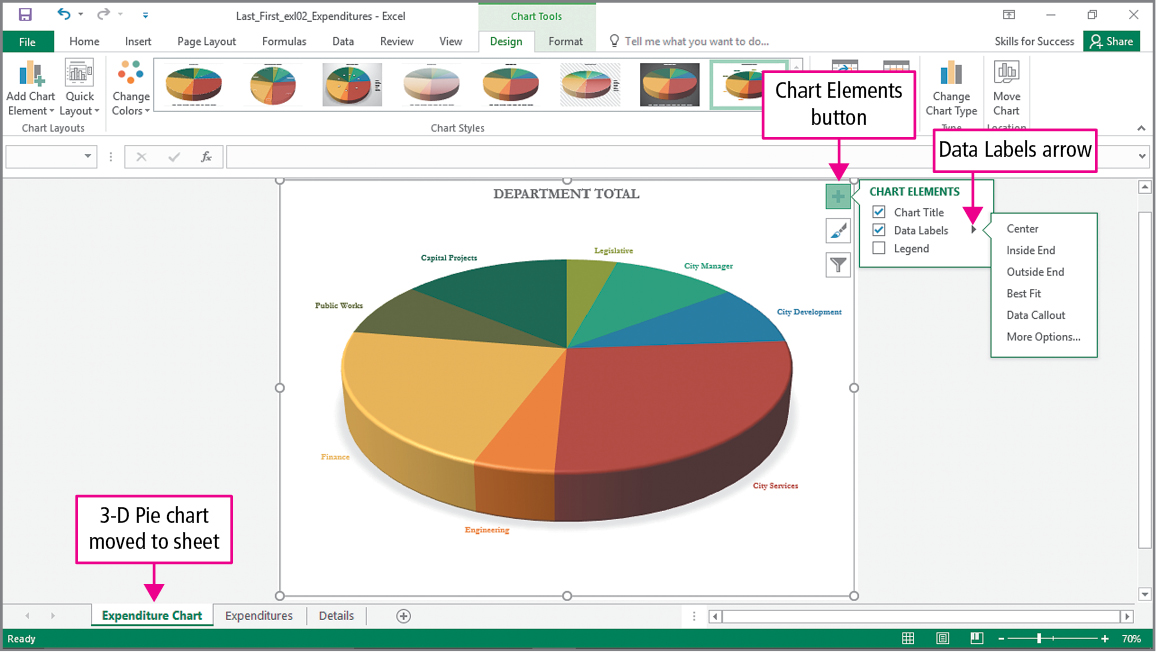 Last_First_exl02_Expenditures - Excel
Chart Tools
File
Home
Insert
Page Layout
Formulas
Data
Review
View
Design
Format
Tell me what you want to do...
Skills for Success
Share
Add Chart
Element
Quick
Layout
Change
Colors
Change
Chart Type
Move
Chart
Chart Layouts
Chart Styles
Type
Location
Chart Elements
button
Data Labels arrow
fx
DEPARTMENT TOTAL
CHART ELEMENTS
Chart Title
Data Labels
Legend
Center
Inside End
Outside End
Best Fit
Data Callout
More Options...
Legislative
Capital Projects
City Manager
Public Works
City Development
Finance
City Services
Engineering
3-D Pie chart
moved to sheet
Expenditure Chart
Expenditures
Details
Ready
70%